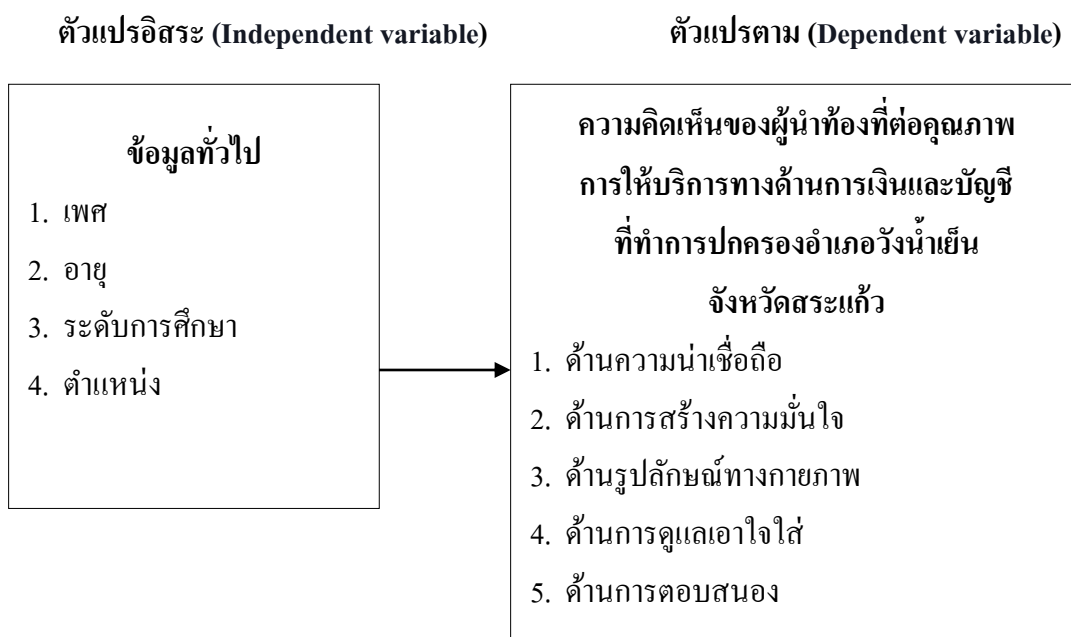 ตัวแปรอิสระ (Independent variable)
ตัวแปรตาม (Dependent variable)
ข้อมูลทั่วไป
1. เพศ
2. อายุ
3. ระดับการศึกษา
4. ตำแหน่ง
ความคิดเห็นของผู้นำท้องที่ต่อคุณภาพ
การให้บริการทางด้านการเงินและบัญชี
ที่ทำการปกครองอำเภอวังน้ำเย็น
จังหวัดสระแก้ว
1. ด้านความน่าเชื่อถือ
2. ด้านการสร้างความมั่นใจ
3. ด้านรูปลักษณ์ทางกายภาพ
4. ด้านการดูแลเอาใจใส่
5. ด้านการตอบสนอง